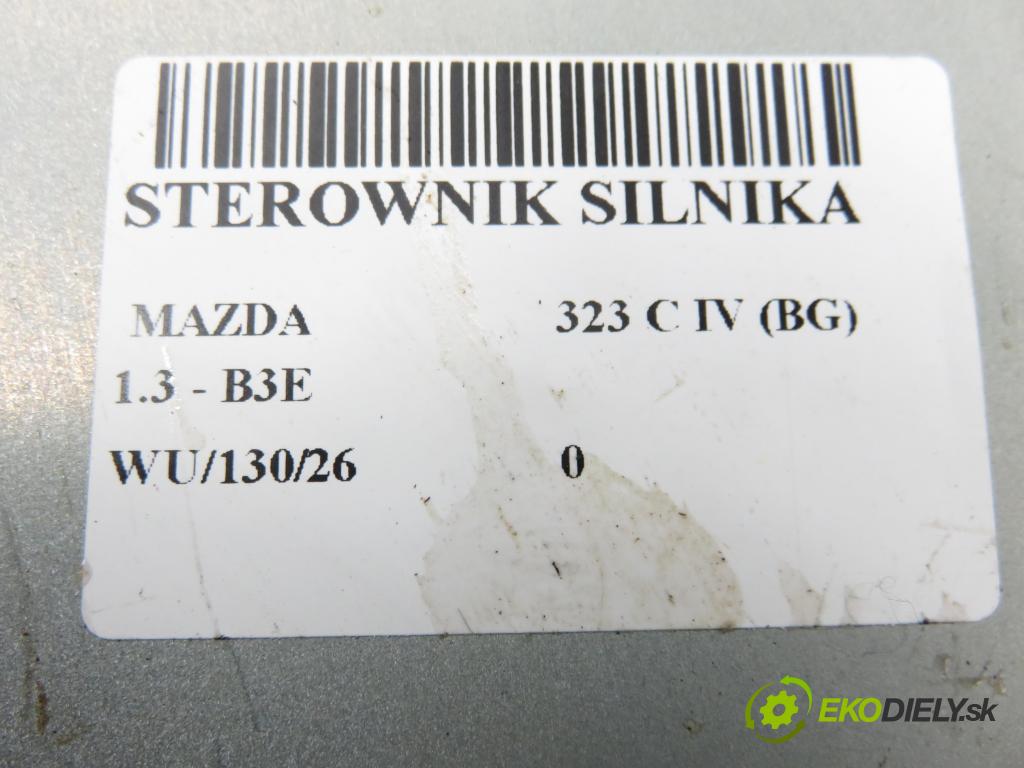 STEROWNIK SILNIKA
MAZDA 323 C IV (BG)
1.3 - B3E
WU/130/26 0
EKODIELY.sk